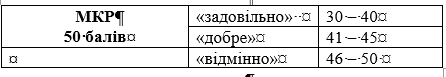 МКР¶ «задовільно»··¤ 30·–·40¤
50·балів¤ «добре»¤ 41–·45¤
¤ «відмінно»¤ 46·–·50·¤
¶